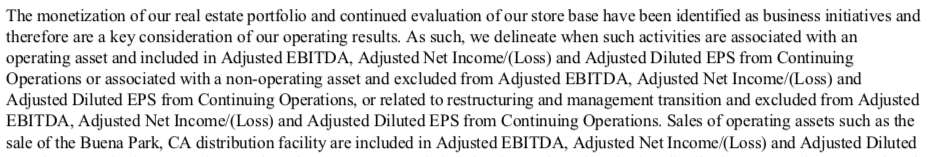 The monetization of our real estate portfolio and continued evaluation of our store base have been identified as business initiatives and
therefore are a key consideration of our operating results. As such, we delineate when such activities are associated with an
operating asset and included in Adjusted EBITDA, Adjusted Net Income/(Loss) and Adjusted Diluted EPS from Continuing
Operations or associated with a non-operating asset and excluded from Adjusted EBITDA, Adjusted Net Income/(Loss) and
Adjusted Diluted EPS from Continuing Operations, or related to restructuring and management transition and excluded from Adjusted
EBITDA, Adjusted Net Income/(Loss) and Adjusted Diluted EPS from Continuing Operations. Sales of operating assets such as the
sale of the Buena Park, CA distribution facility are included in Adjusted EBITDA, Adjusted Net Income/(Loss) and Adjusted Diluted